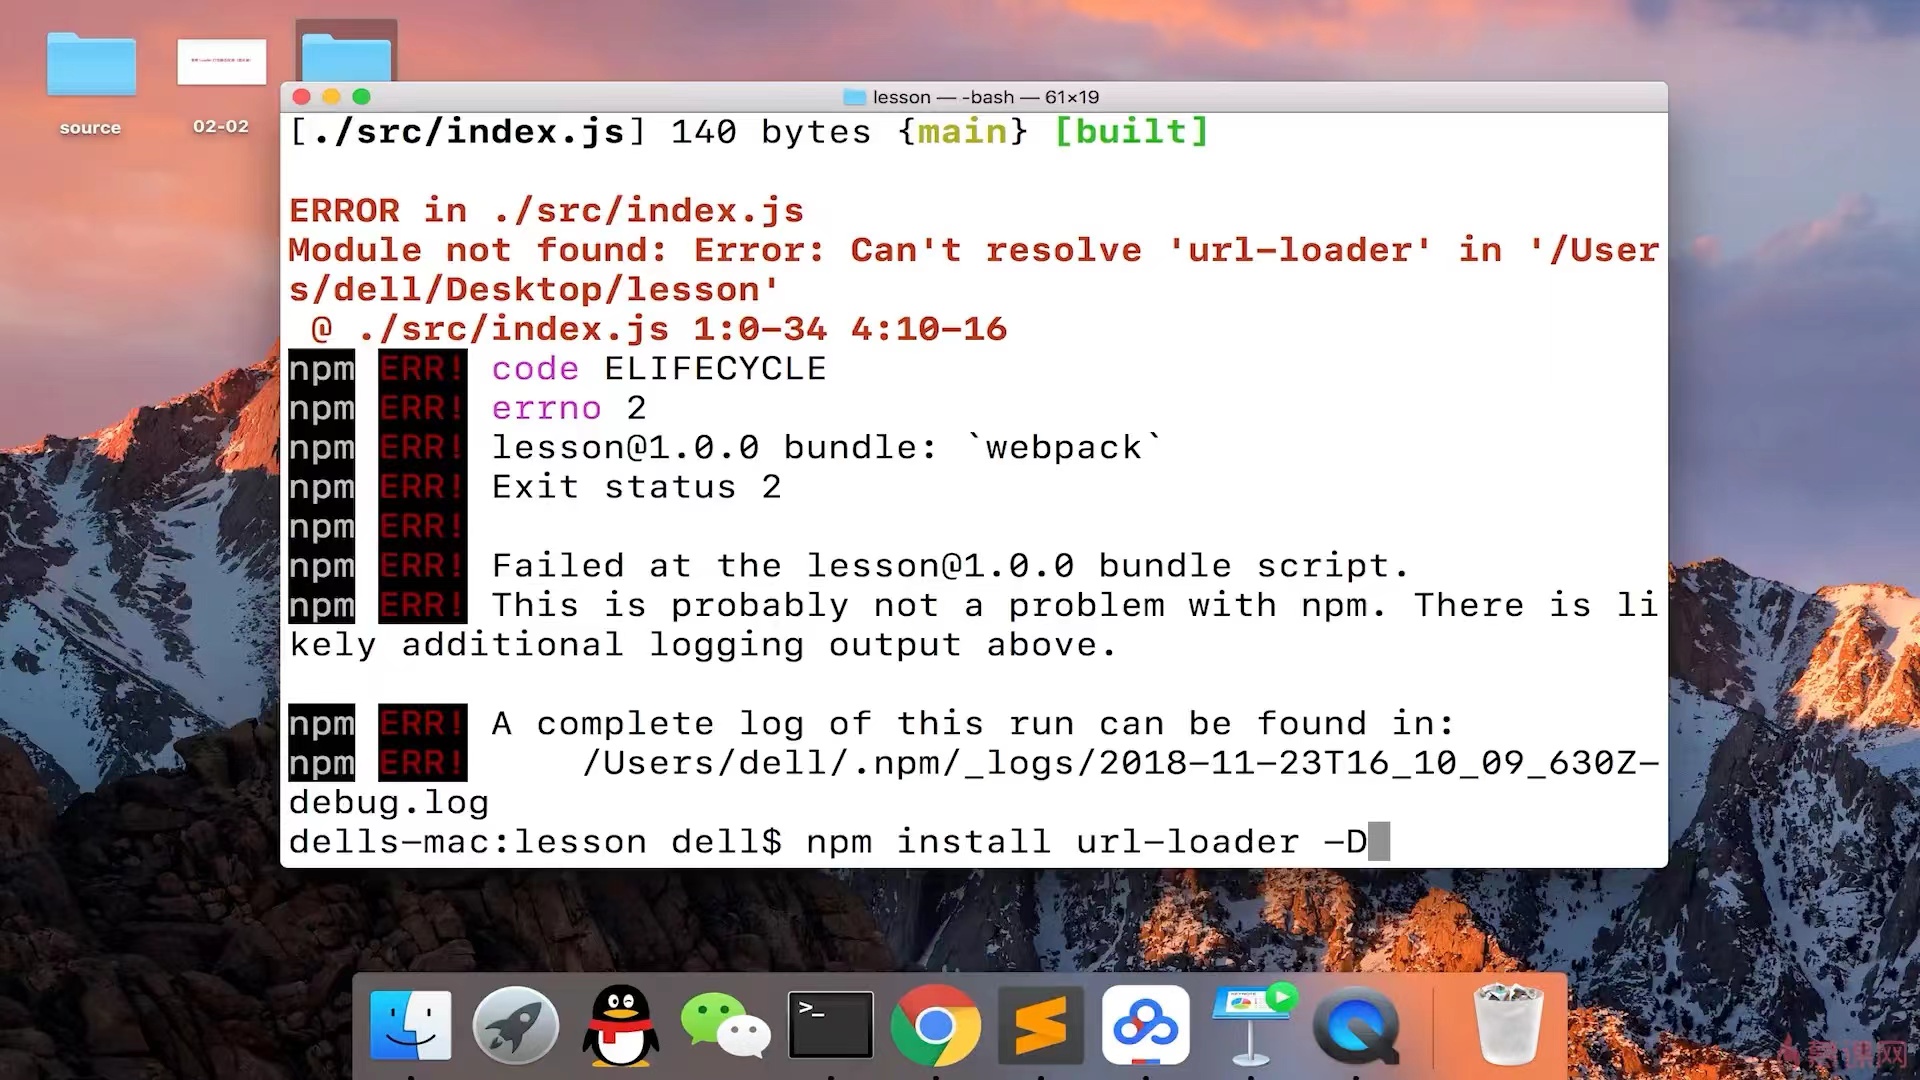 source
02-02
lesson — -bash — 61×19
[./src/index.js] 140 bytes {main} [built]
ERROR in ./src/index.js
Module not found: Error: Can't resolve 'url-loader' in '/User
s/dell/Desktop/lesson'
@ ./src/index.js 1:0-34 4:10-16
npm ERR! code ELIFECYCLE
npm ERR! errno 2
npm ERR! lesson@1.0.0 bundle: `webpack`
npm ERR! Exit status 2
npm ERR!
npm ERR! Failed at the lesson@1.0.0 bundle script.
npm ERR! This is probably not a problem with npm. There is li
kely additional logging output above.
npm ERR! A complete log of this run can be found in:
npm ERR!     /Users/dell/.npm/_logs/2018-11-23T16_10_09_630Z-
debug.log
dells-mac:lesson dell$ npm install url-loader -D
>_
慕课网